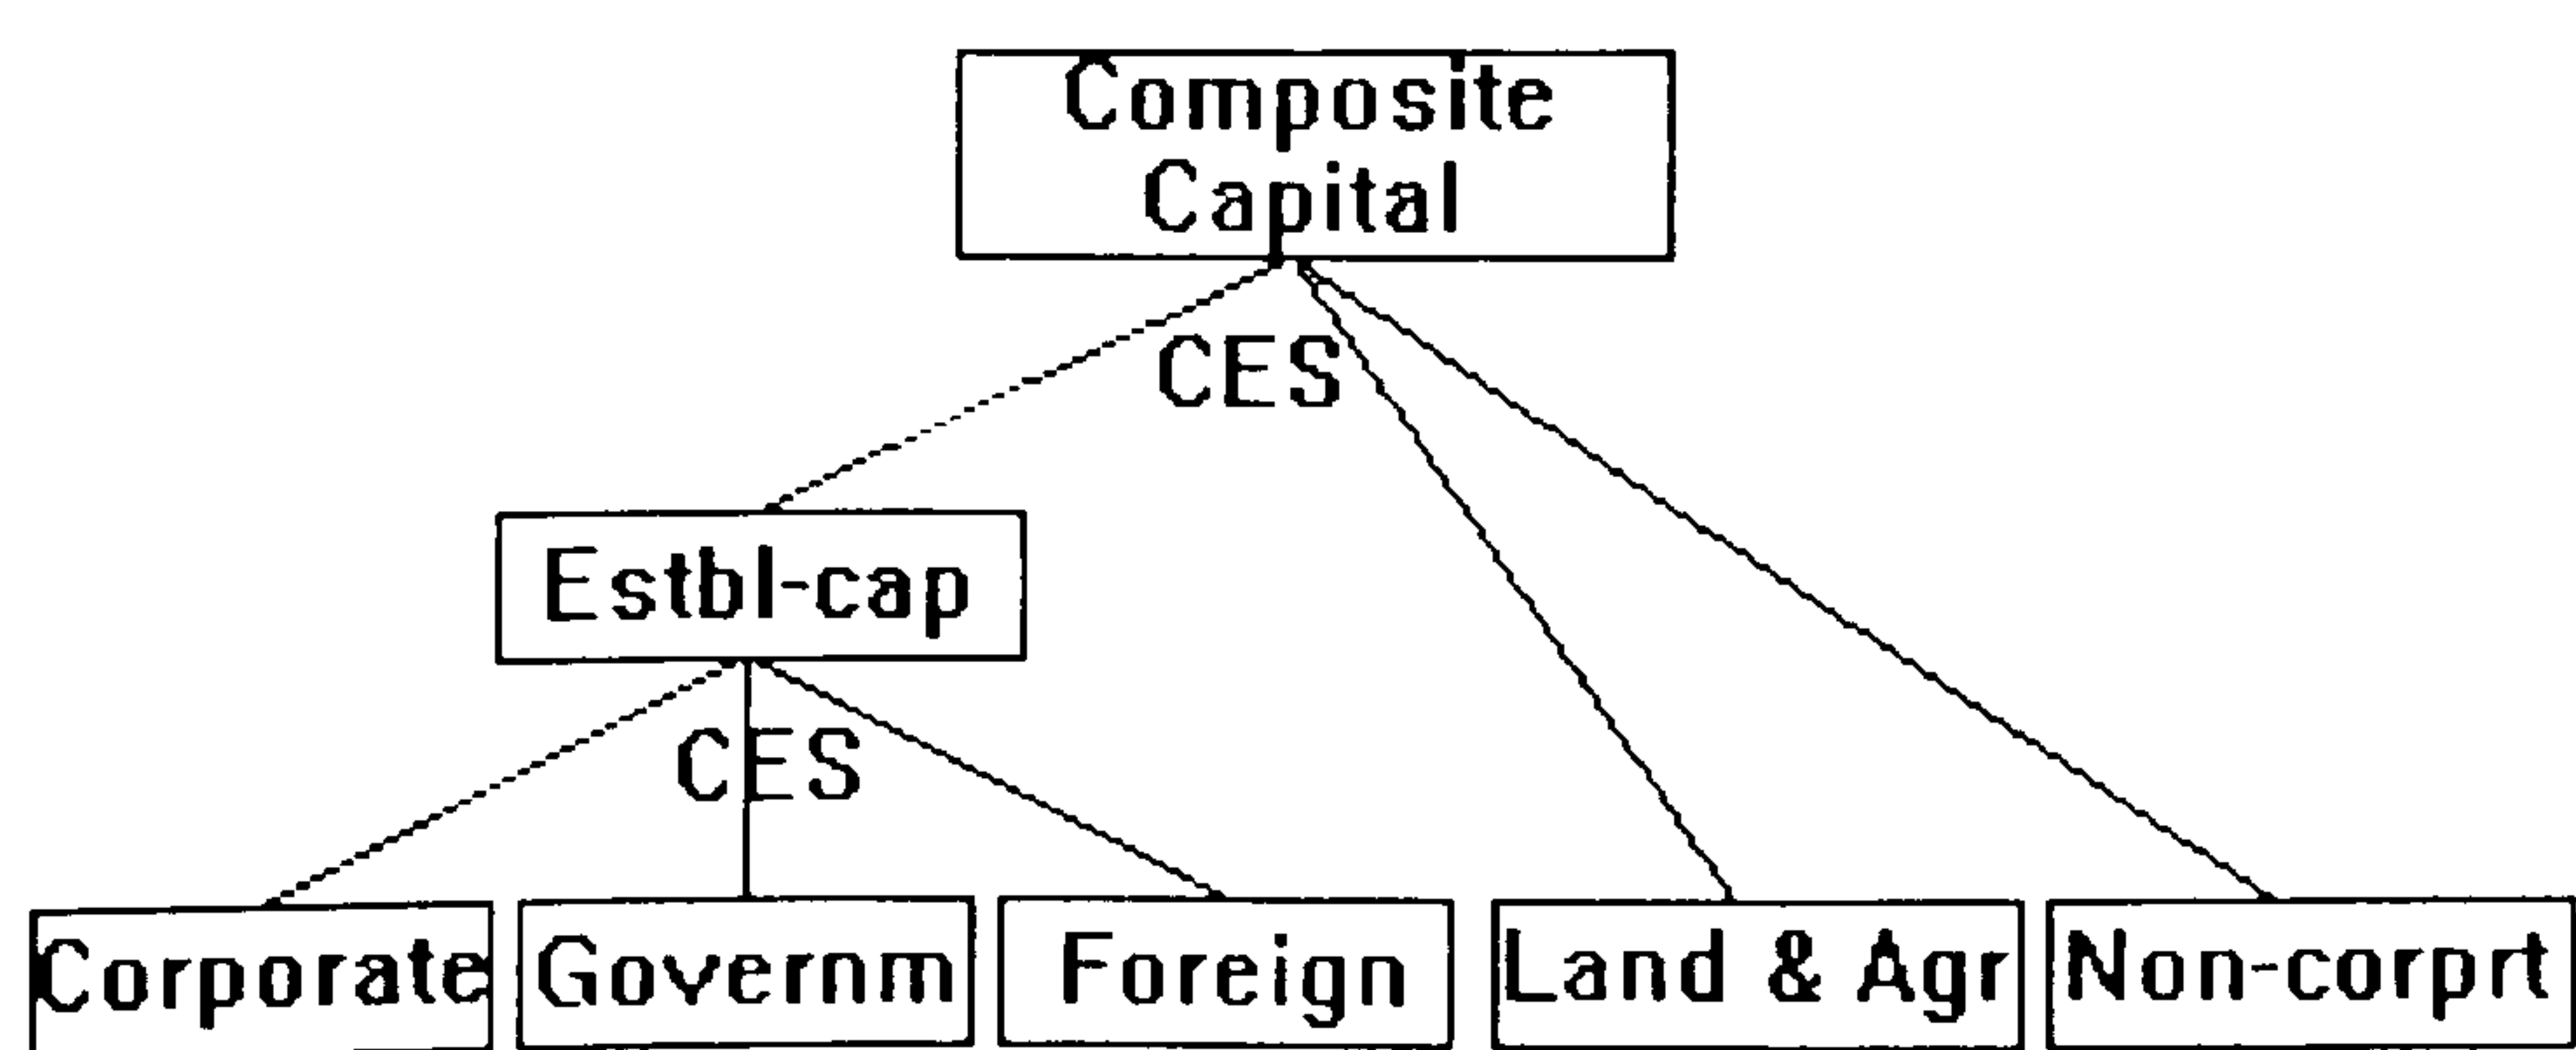 Composite
Capital
CES
Estbl-cap
CES
Corporate
Governm
Foreign
Land & Agr
Non-corprt